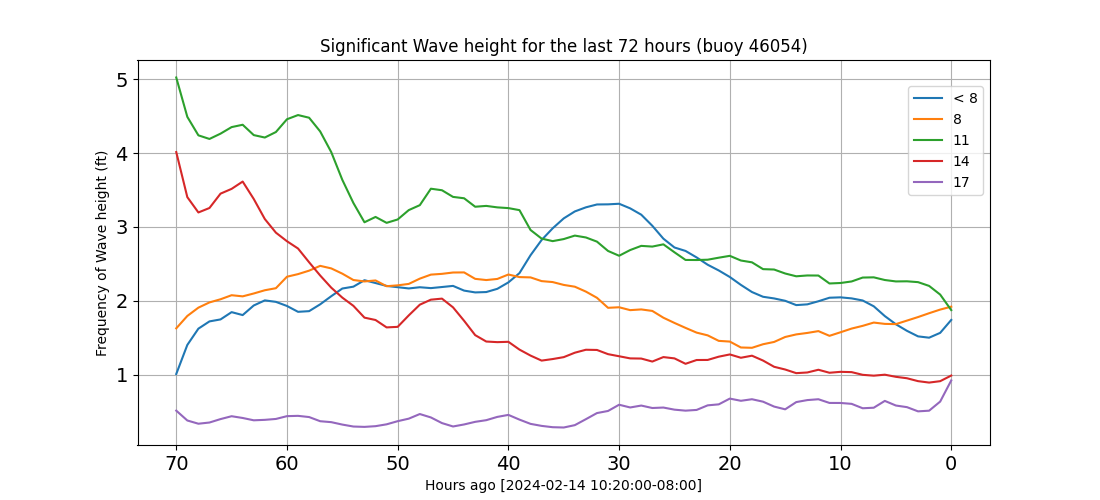 Significant Wave height for the last 72 hours (buoy 46054)
Frequency of Wave height (ft)
5
4
3
2
1
< 8
8
11
14
17
70 60 50 40 30 20 10 0
Hours ago [2024-02-14 10:20:00-08:00]